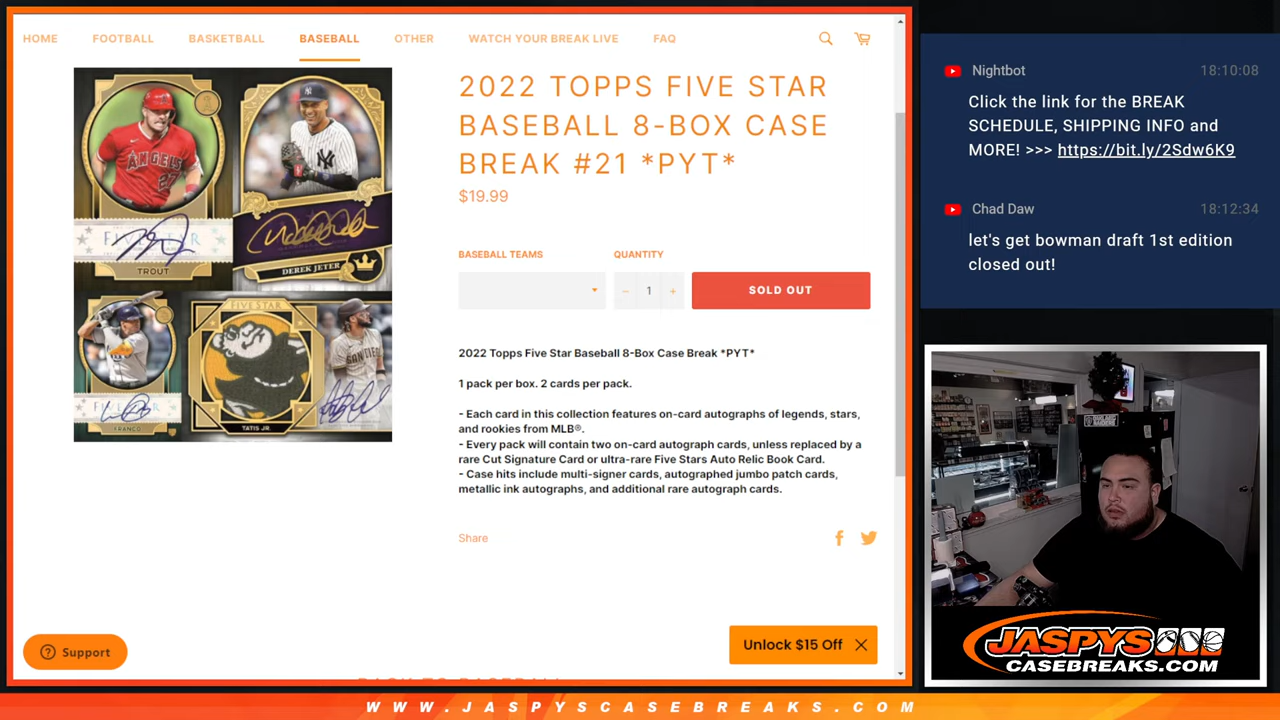 HOME
FOOTBALL
BASKETBALL
BASEBALL
OTHER
WATCH YOUR BREAK LIVE
FAQ
2022 TOPPS FIVE STAR
BASEBALL 8-BOX CASE
BREAK #21 *PYT*
$19.99
BASEBALL TEAMS
QUANTITY
− 1 +
SOLD OUT
2022 Topps Five Star Baseball 8-Box Case Break *PYT*
1 pack per box. 2 cards per pack.
- Each card in this collection features on-card autographs of legends, stars,
and rookies from MLB®.
- Every pack will contain two on-card autograph cards, unless replaced by a
rare Cut Signature Card or ultra-rare Five Stars Auto Relic Book Card.
- Case hits include multi-signer cards, autographed jumbo patch cards,
metallic ink autographs, and additional rare autograph cards.
Share
Unlock $15 Off
Support
ANGELS
TROUT
DEREK JETER
FIVE STAR
FRANCO
TATIS JR.
SAN DIEGO
Nightbot
18:10:08
Click the link for the BREAK
SCHEDULE, SHIPPING INFO and
MORE! >>> https://bit.ly/2Sdw6K9
Chad Daw
18:12:34
let's get bowman draft 1st edition
closed out!
JASPYS
CASEBREAKS.COM
WWW.JASPYSCASEBREAKS.COM